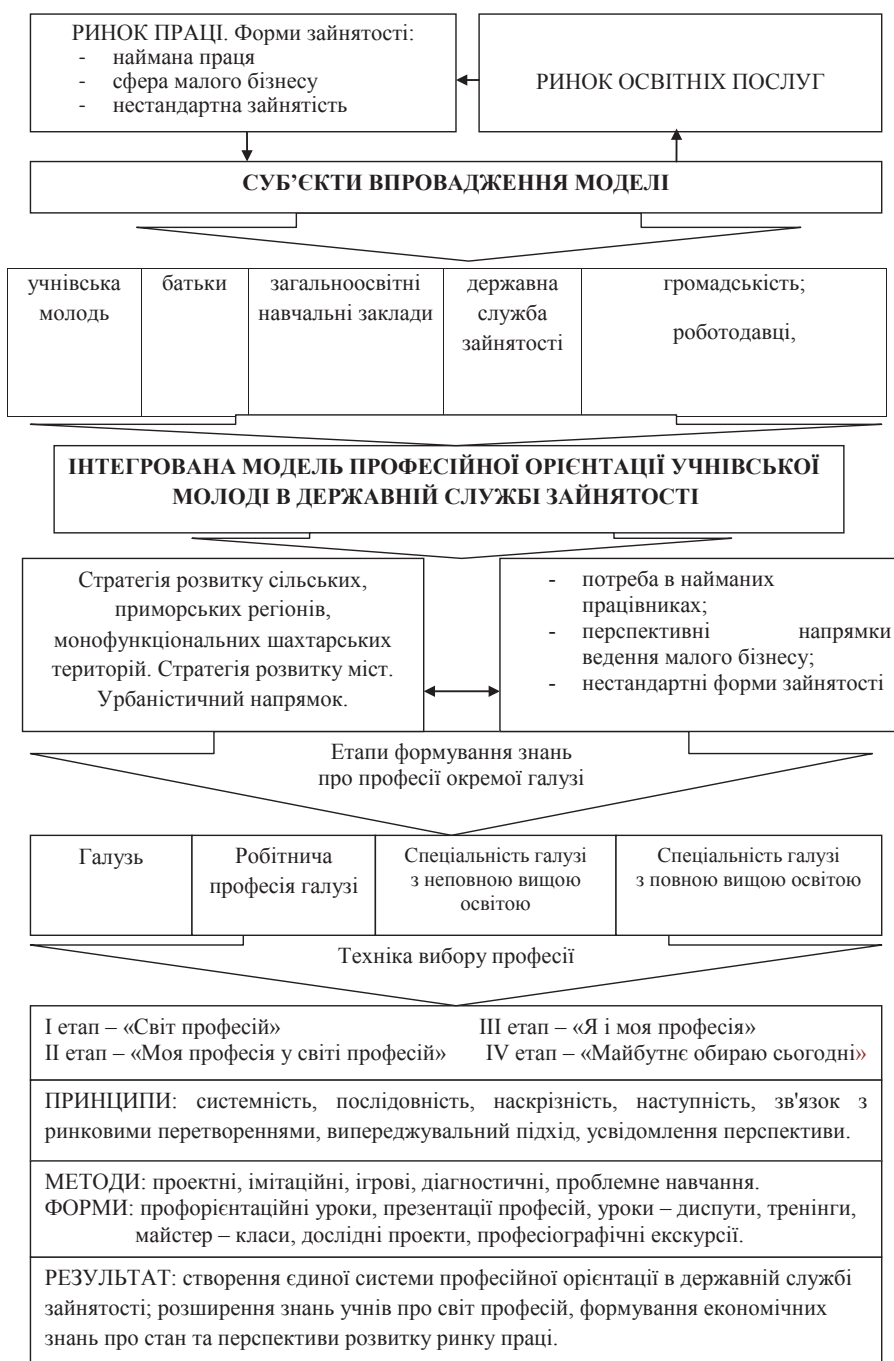 РИНОК ПРАЦІ. Форми зайнятості:
- наймана праця
- сфера малого бізнесу
- нестандартна зайнятість
РИНОК ОСВІТНІХ ПОСЛУГ
СУБ’ЄКТИ ВПРОВАДЖЕННЯ МОДЕЛІ
учнівська
молодь
батьки
загальноосвітні
навчальні заклади
державна
служба
зайнятості
громадськість;
роботодавці,
ІНТЕГРОВАНА МОДЕЛЬ ПРОФЕСІЙНОЇ ОРІЄНТАЦІЇ УЧНІВСЬКОЇ
МОЛОДІ В ДЕРЖАВНІЙ СЛУЖБІ ЗАЙНЯТОСТІ
Стратегія розвитку сільських,
приморських регіонів,
монофункціональних шахтарських
територій. Стратегія розвитку міст.
Урбаністичний напрямок.
- потреба в найманих
працівниках;
- перспективні напрямки
ведення малого бізнесу;
- нестандартні форми зайнятості
Етапи формування знань
про професії окремої галузі
Галузь
Робітнича
професія галузі
Спеціальність галузі
з неповною вищою
освітою
Спеціальність галузі
з повною вищою освітою
Техніка вибору професії
І етап – «Світ професій» ІІІ етап – «Я і моя професія»
ІІ етап – «Моя професія у світі професій» IV етап – «Майбутнє обираю сьогодні»
ПРИНЦИПИ: системність, послідовність, наскрізність, наступність, зв'язок з
ринковими перетвореннями, випереджувальний підхід, усвідомлення перспективи.
МЕТОДИ: проектні, імітаційні, ігрові, діагностичні, проблемне навчання.
ФОРМИ: профорієнтаційні уроки, презентації професій, уроки – диспути, тренінги,
майстер – класи, дослідні проекти, професіографічні екскурсії.
РЕЗУЛЬТАТ: створення єдиної системи професійної орієнтації в державній службі
зайнятості; розширення знань учнів про світ професій, формування економічних
знань про стан та перспективи розвитку ринку праці.